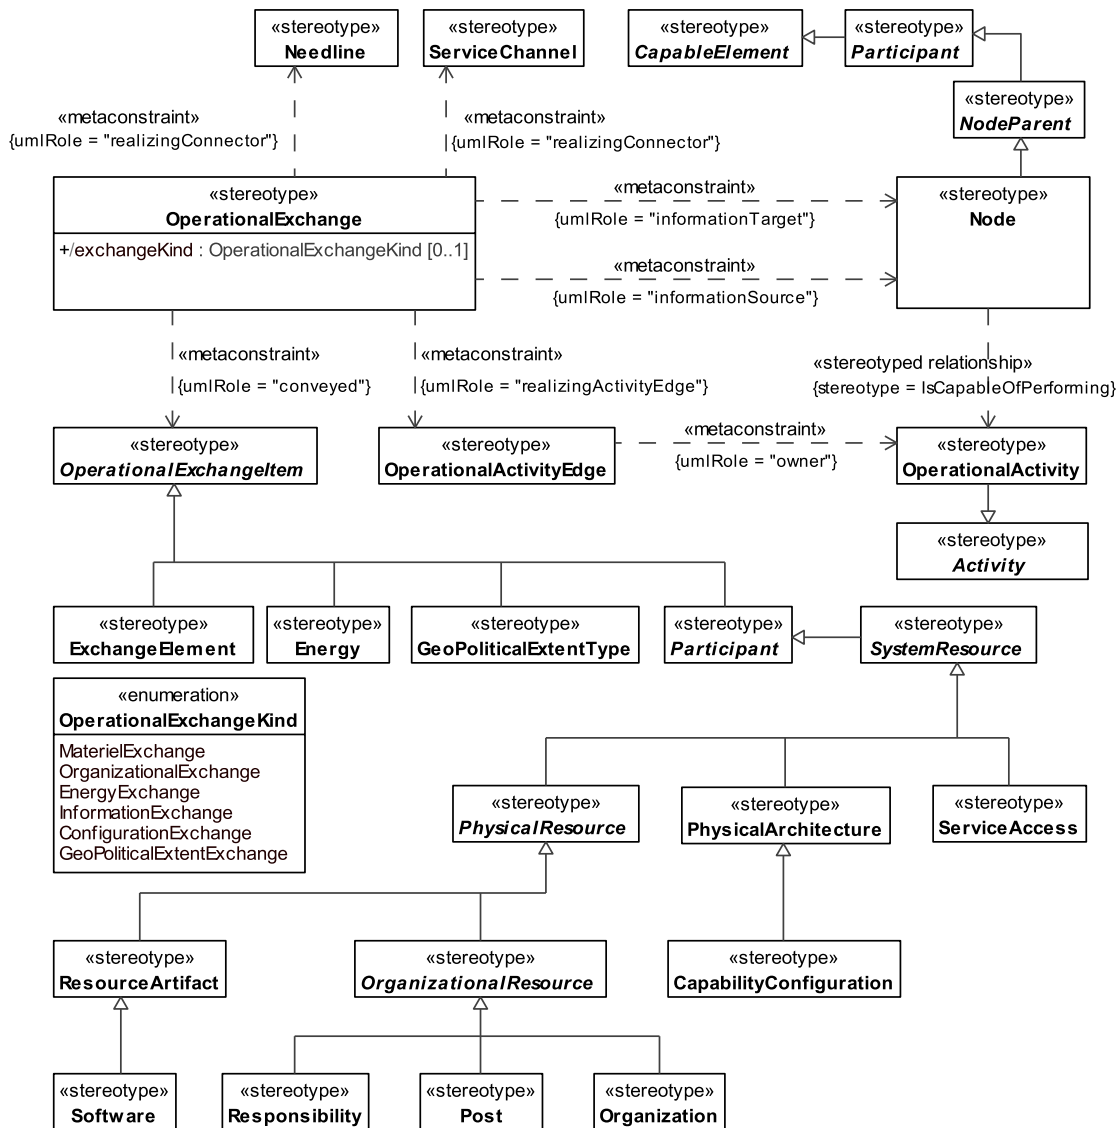 «stereotype»
Needline
«stereotype»
ServiceChannel
«stereotype»
CapableElement
«stereotype»
Participant
«stereotype»
NodeParent
«metaconstraint»
{umlRole = "realizingConnector"}
«metaconstraint»
{umlRole = "realizingConnector"}
«stereotype»
OperationalExchange
+/exchangeKind : OperationalExchangeKind [0..1]
«metaconstraint»
{umlRole = "informationTarget"}
«metaconstraint»
{umlRole = "informationSource"}
«stereotype»
Node
«metaconstraint»
{umlRole = "conveyed"}
«metaconstraint»
{umlRole = "realizingActivityEdge"}
«stereotyped relationship»
{stereotype = IsCapableOfPerforming}
«stereotype»
OperationalExchangeItem
«stereotype»
OperationalActivityEdge
«metaconstraint»
{umlRole = "owner"}
«stereotype»
OperationalActivity
«stereotype»
Activity
«stereotype»
ExchangeElement
«stereotype»
Energy
«stereotype»
GeoPoliticalExtentType
«stereotype»
Participant
«stereotype»
SystemResource
«enumeration»
OperationalExchangeKind
MaterielExchange
OrganizationalExchange
EnergyExchange
InformationExchange
ConfigurationExchange
GeoPoliticalExtentExchange
«stereotype»
PhysicalResource
«stereotype»
PhysicalArchitecture
«stereotype»
ServiceAccess
«stereotype»
ResourceArtifact
«stereotype»
OrganizationalResource
«stereotype»
CapabilityConfiguration
«stereotype»
Software
«stereotype»
Responsibility
«stereotype»
Post
«stereotype»
Organization